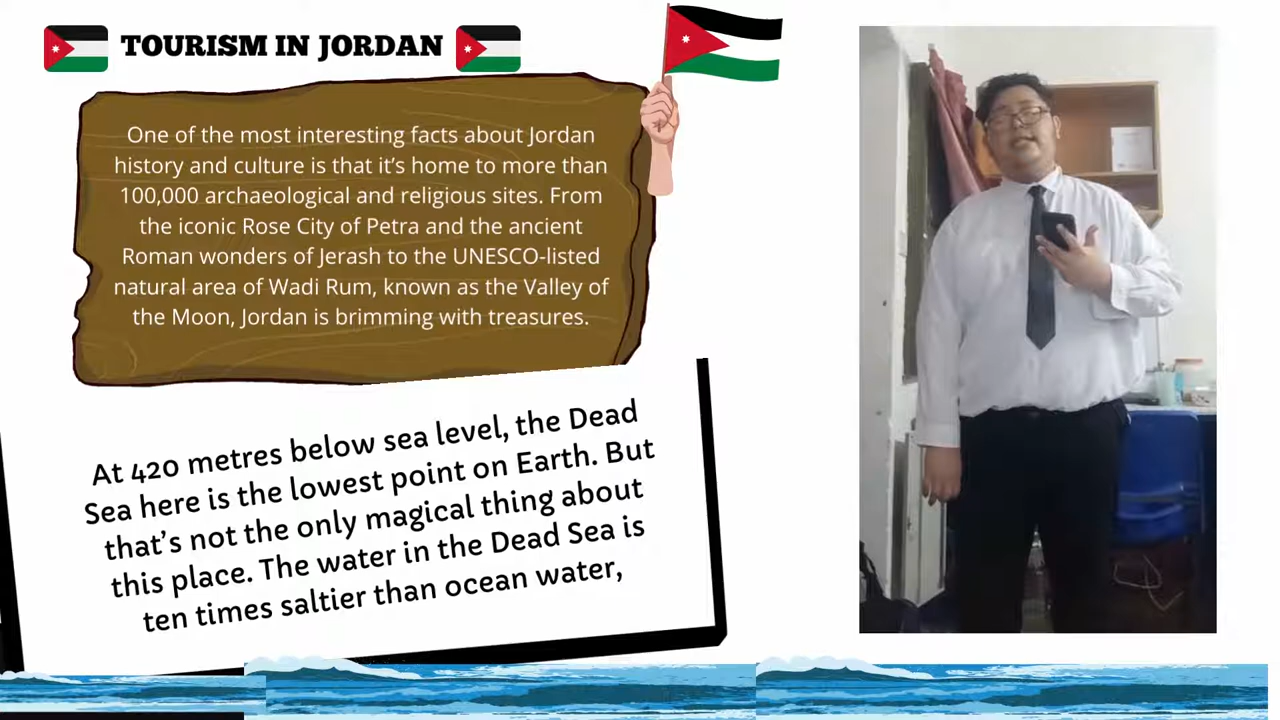 TOURISM IN JORDAN
One of the most interesting facts about Jordan
history and culture is that it's home to more than
100,000 archaeological and religious sites. From
the iconic Rose City of Petra and the ancient
Roman wonders of Jerash to the UNESCO-listed
natural area of Wadi Rum, known as the Valley of
the Moon, Jordan is brimming with treasures.
At 420 metres below sea level, the Dead
Sea here is the lowest point on Earth. But
that's not the only magical thing about
this place. The water in the Dead Sea is
ten times saltier than ocean water,